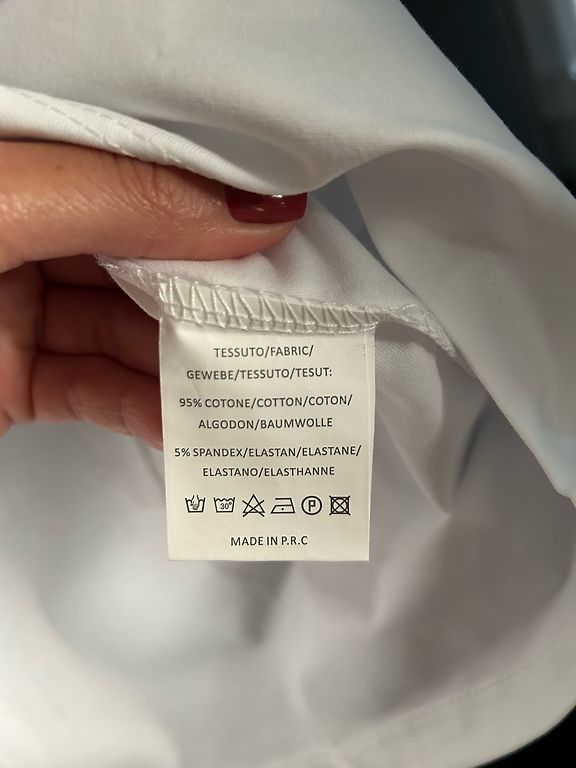 TESSUTO/FABRIC/
GEWEBE/TESSUTO/TESUT:
95% COTONE/COTTON/COTON/
ALGODON/BAUMWOLLE
5% SPANDEX/ELASTAN/ELASTANE/
ELASTANO/ELASTHANNE
30° P
MADE IN P.R.C